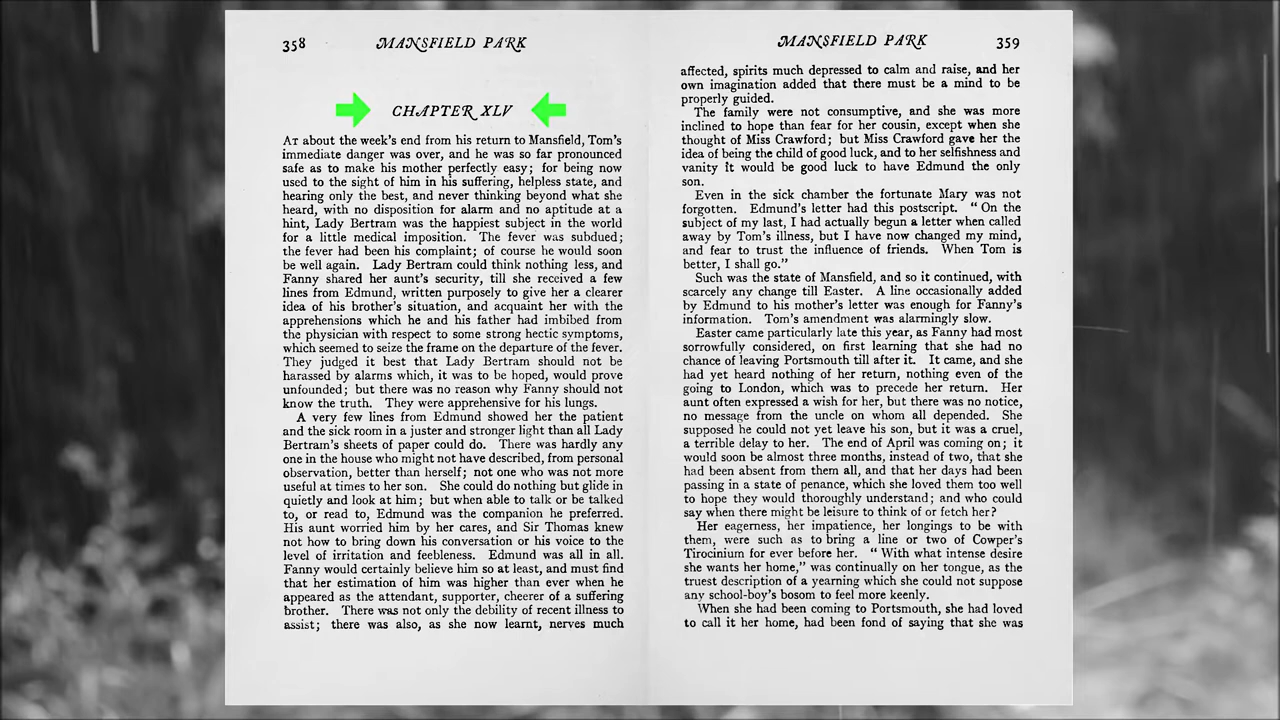 358
MANSFIELD PARK
CHAPTER XLV
AT about the week's end from his return to Mansfield, Tom's
immediate danger was over, and he was so far pronounced
safe as to make his mother perfectly easy; for being now
used to the sight of him in his suffering, helpless state, and
hearing only the best, and never thinking beyond what she
heard, with no disposition for alarm and no aptitude at a
hint, Lady Bertram was the happiest subject in the world
for a little medical imposition. The fever was subdued;
the fever had been his complaint; of course he would soon
be well again. Lady Bertram could think nothing less, and
Fanny shared her aunt's security, till she received a few
lines from Edmund, written purposely to give her a clearer
idea of his brother's situation, and acquaint her with the
apprehensions which he and his father had imbibed from
the physician with respect to some strong hectic symptoms,
which seemed to seize the frame on the departure of the fever.
They judged it best that Lady Bertram should not be
harassed by alarms which, it was to be hoped, would prove
unfounded; but there was no reason why Fanny should not
know the truth. They were apprehensive for his lungs.
A very few lines from Edmund showed her the patient
and the sick room in a juster and stronger light than all Lady
Bertram's sheets of paper could do. There was hardly any
one in the house who might not have described, from personal
observation, better than herself; not one who was not more
useful at times to her son. She could do nothing but glide in
quietly and look at him; but when able to talk or be talked
to, or read to, Edmund was the companion he preferred.
His aunt worried him by her cares, and Sir Thomas knew
not how to bring down his conversation or his voice to the
level of irritation and feebleness. Edmund was all in all.
Fanny would certainly believe him so at least, and must find
that her estimation of him was higher than ever when he
appeared as the attendant, supporter, cheerer of a suffering
brother. There was not only the debility of recent illness to
assist; there was also, as she now learnt, nerves much
MANSFIELD PARK
359
affected, spirits much depressed to calm and raise, and her
own imagination added that there must be a mind to be
properly guided.
The family were not consumptive, and she was more
inclined to hope than fear for her cousin, except when she
thought of Miss Crawford; but Miss Crawford gave her the
idea of being the child of good luck, and to her selfishness and
vanity it would be good luck to have Edmund the only
son.
Even in the sick chamber the fortunate Mary was not
forgotten. Edmund's letter had this postscript. "On the
subject of my last, I had actually begun a letter when called
away by Tom's illness, but I have now changed my mind,
and fear to trust the influence of friends. When Tom is
better, I shall go."
Such was the state of Mansfield, and so it continued, with
scarcely any change till Easter. A line occasionally added
by Edmund to his mother's letter was enough for Fanny's
information. Tom's amendment was alarmingly slow.
Easter came particularly late this year, as Fanny had most
sorrowfully considered, on first learning that she had no
chance of leaving Portsmouth till after it. It came, and she
had yet heard nothing of her return, nothing even of the
going to London, which was to precede her return. Her
aunt often expressed a wish for her, but there was no notice,
no message from the uncle on whom all depended. She
supposed he could not yet leave his son, but it was a cruel,
a terrible delay to her. The end of April was coming on; it
would soon be almost three months, instead of two, that she
had been absent from them all, and that her days had been
passing in a state of penance, which she loved them too well
to hope they would thoroughly understand; and who could
say when there might be leisure to think of or fetch her?
Her eagerness, her impatience, her longings to be with
them, were such as to bring a line or two of Cowper's
Tirocinium for ever before her. "With what intense desire
she wants her home," was continually on her tongue, as the
truest description of a yearning which she could not suppose
any school-boy's bosom to feel more keenly.
When she had been coming to Portsmouth, she had loved
to call it her home, had been fond of saying that she was